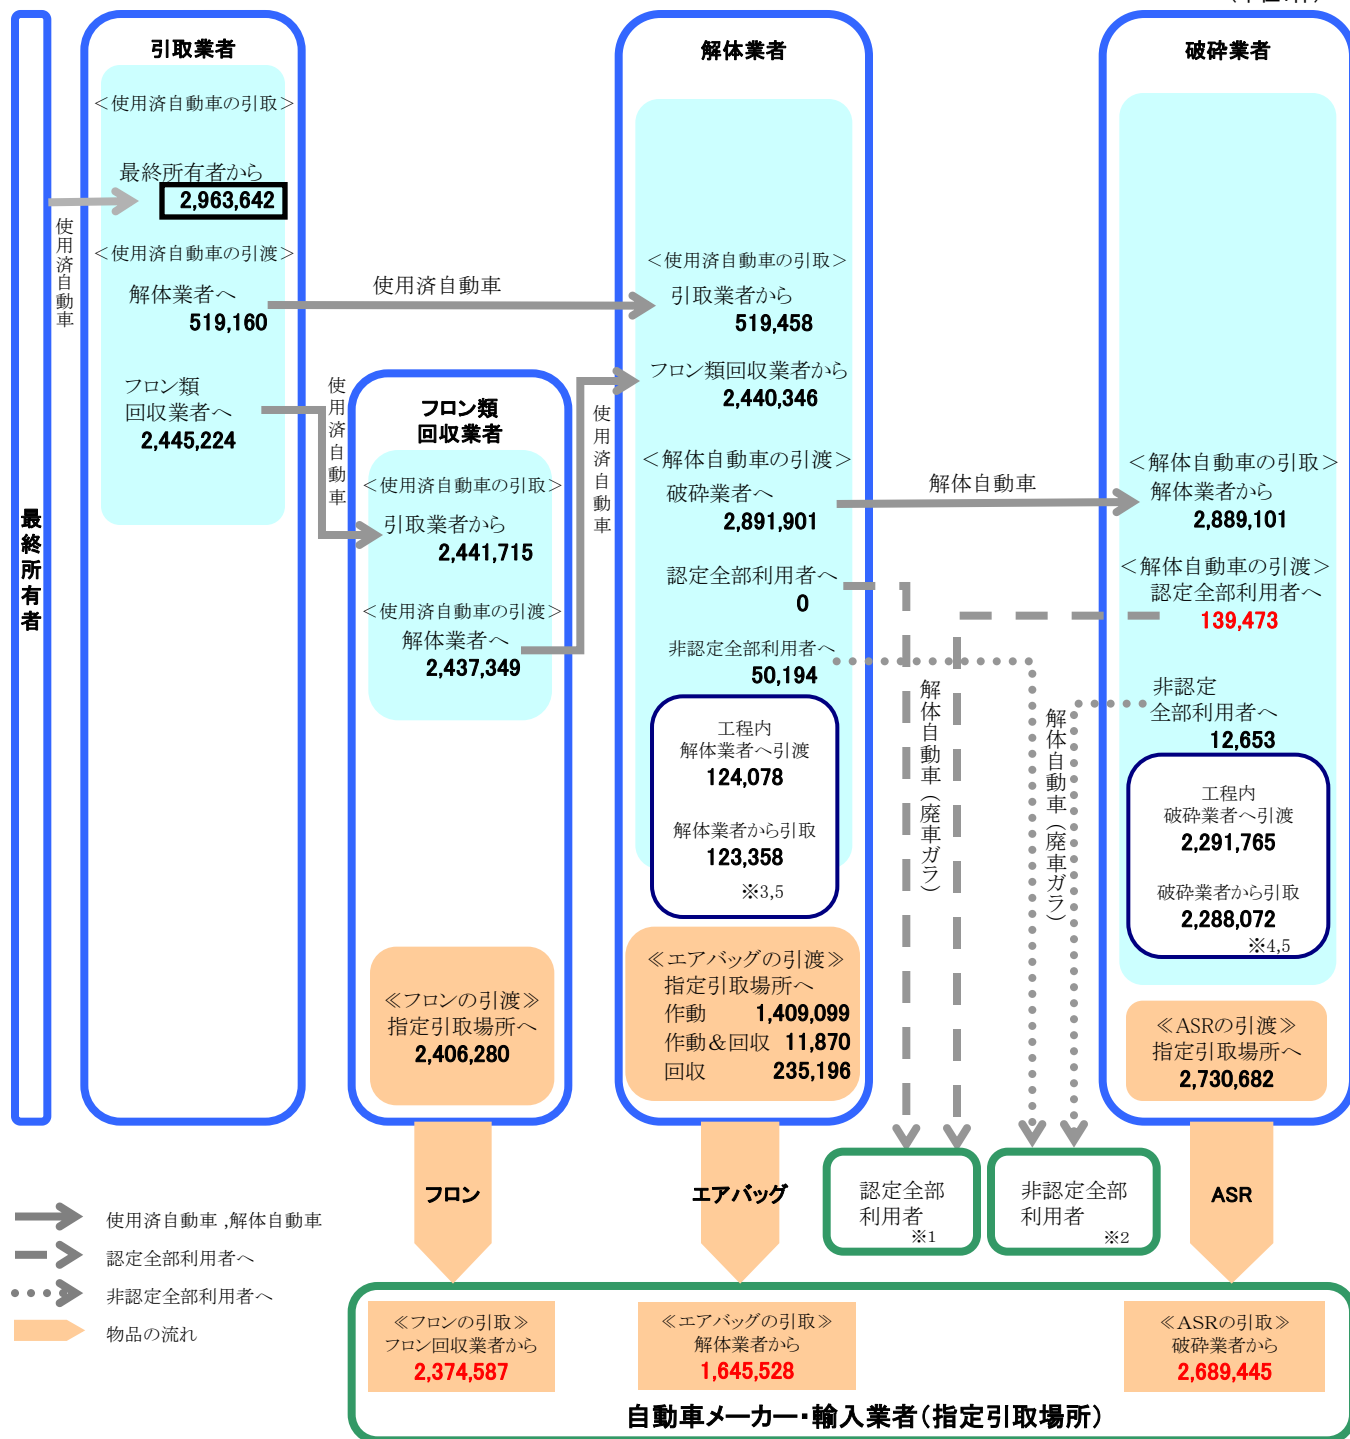 引取業者
<使用済自動車の引取>
最終所有者から
2,963,642
<使用済自動車の引渡>
解体業者へ
519,160
フロン類
回収業者へ
2,445,224
最終所有者
使用済自動車
使用済自動車
使用済自動車
フロン類
回収業者
<使用済自動車の引取>
引取業者から
2,441,715
<使用済自動車の引渡>
解体業者へ
2,437,349
≪フロンの引渡≫
指定引取場所へ
2,406,280
使用済自動車
解体業者
<使用済自動車の引取>
引取業者から
519,458
フロン類回収業者から
2,440,346
<解体自動車の引渡>
破砕業者へ
2,891,901
認定全部利用者へ
0
非認定全部利用者へ
50,194
工程内
解体業者へ引渡
124,078
解体業者から引取
123,358
※3,5
≪エアバッグの引渡≫
指定引取場所へ
作動 1,409,099
作動&回収 11,870
回収 235,196
解体自動車
解体自動車(廃車ガラ)
解体自動車(廃車ガラ)
破砕業者
<解体自動車の引取>
解体業者から
2,889,101
<解体自動車の引渡>
認定全部利用者へ
139,473
非認定
全部利用者へ
12,653
工程内
破砕業者へ引渡
2,291,765
破砕業者から引取
2,288,072
※4,5
≪ASRの引渡≫
指定引取場所へ
2,730,682
フロン
エアバッグ
ASR
認定全部
利用者
※1
非認定全部
利用者
※2
使用済自動車 ,解体自動車
認定全部利用者へ
非認定全部利用者へ
物品の流れ
≪フロンの引取≫
フロン回収業者から
2,374,587
≪エアバッグの引取≫
解体業者から
1,645,528
≪ASRの引取≫
破砕業者から
2,689,445
自動車メーカー・輸入業者(指定引取場所)